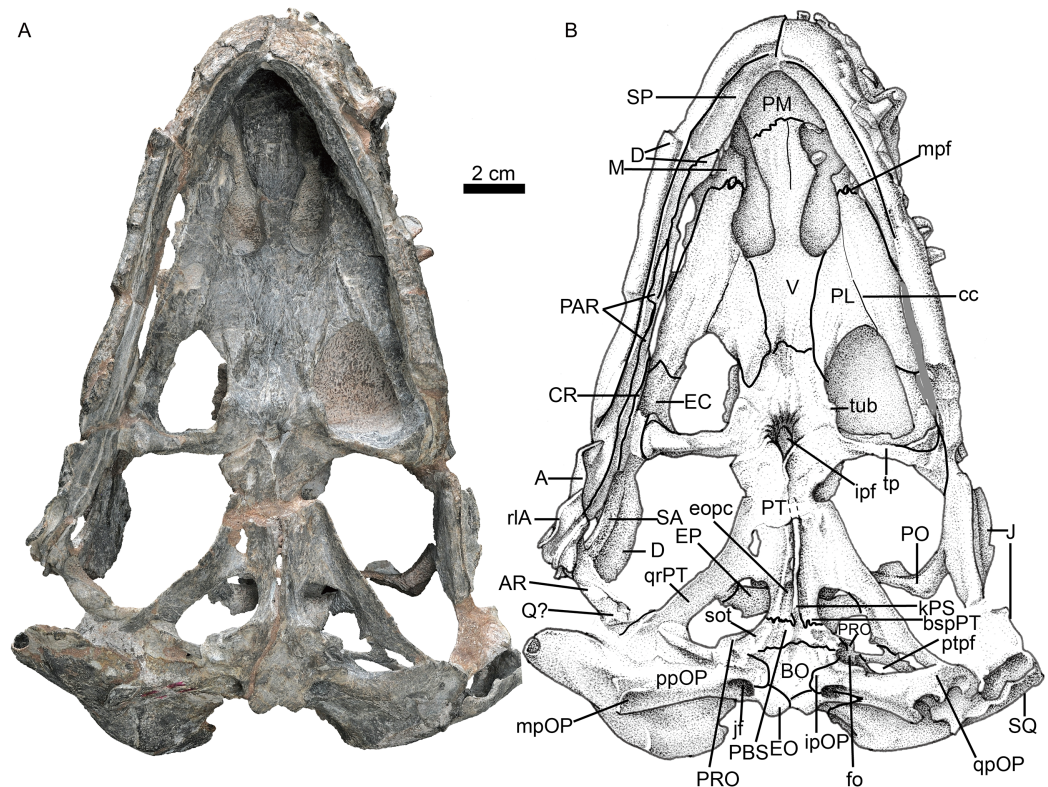 A
B
2 cm
SP
PM
D
M
mpf
V
PL
cc
PAR
CR
EC
tub
ipf
tp
A
rlA
SA
eopc
PT
D
EP
PO
J
qrPT
AR
Q?
sot
kPS
bspPT
PRO
ptpf
ppOP
BO
mpOP
jf
PBS
EO
ipOP
PRO
fo
qpOP
SQ